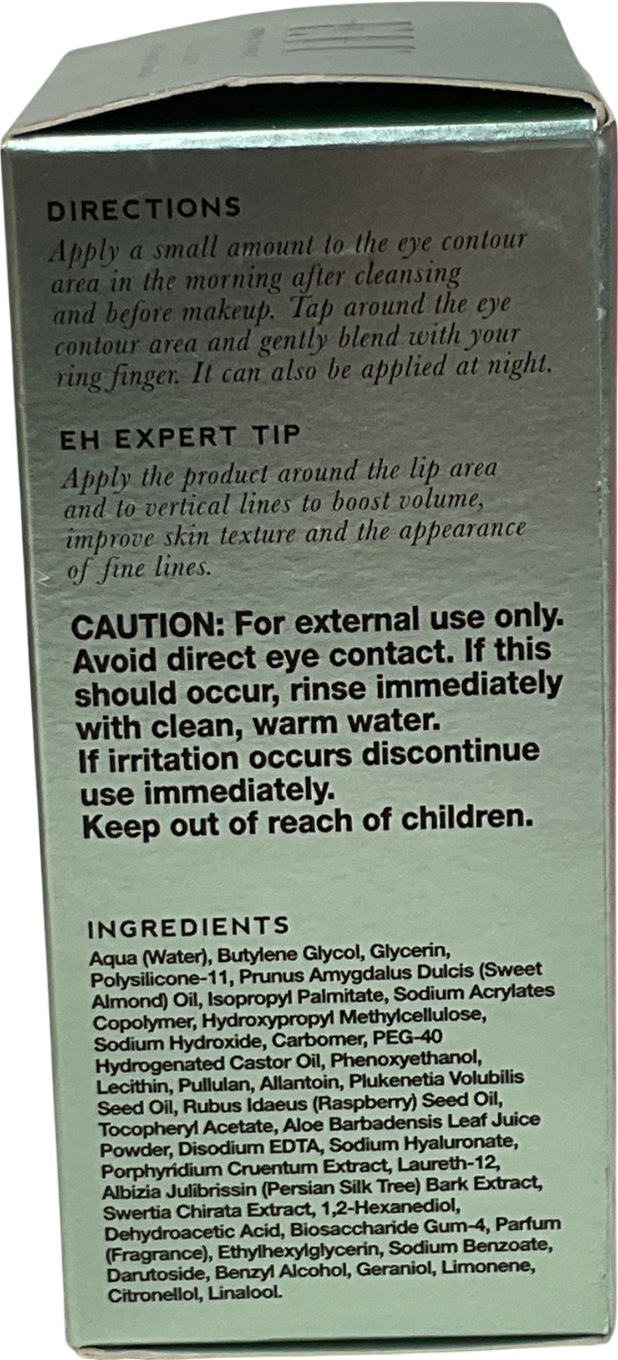 DIRECTIONS
Apply a small amount to the eye contour
area in the morning after cleansing
and before makeup. Tap around the eye
contour area and gently blend with your
ring finger. It can also be applied at night.
EH EXPERT TIP
Apply the product around the lip area
and to vertical lines to boost volume,
improve skin texture and the appearance
of fine lines.
CAUTION: For external use only.
Avoid direct eye contact. If this
should occur, rinse immediately
with clean, warm water.
If irritation occurs discontinue
use immediately.
Keep out of reach of children.
INGREDIENTS
Aqua (Water), Butylene Glycol, Glycerin,
Polysilicone-11, Prunus Amygdalus Dulcis (Sweet
Almond) Oil, Isopropyl Palmitate, Sodium Acrylates
Copolymer, Hydroxypropyl Methylcellulose,
Sodium Hydroxide, Carbomer, PEG-40
Hydrogenated Castor Oil, Phenoxyethanol,
Lecithin, Pullulan, Allantoin, Plukenetia Volubilis
Seed Oil, Rubus Idaeus (Raspberry) Seed Oil,
Tocopheryl Acetate, Aloe Barbadensis Leaf Juice
Powder, Disodium EDTA, Sodium Hyaluronate,
Porphyridium Cruentum Extract, Laureth-12,
Albizia Julibrissin (Persian Silk Tree) Bark Extract,
Swertia Chirata Extract, 1,2-Hexanediol,
Dehydroacetic Acid, Biosaccharide Gum-4, Parfum
(Fragrance), Ethylhexylglycerin, Sodium Benzoate,
Darutoside, Benzyl Alcohol, Geraniol, Limonene,
Citronellol, Linalool.